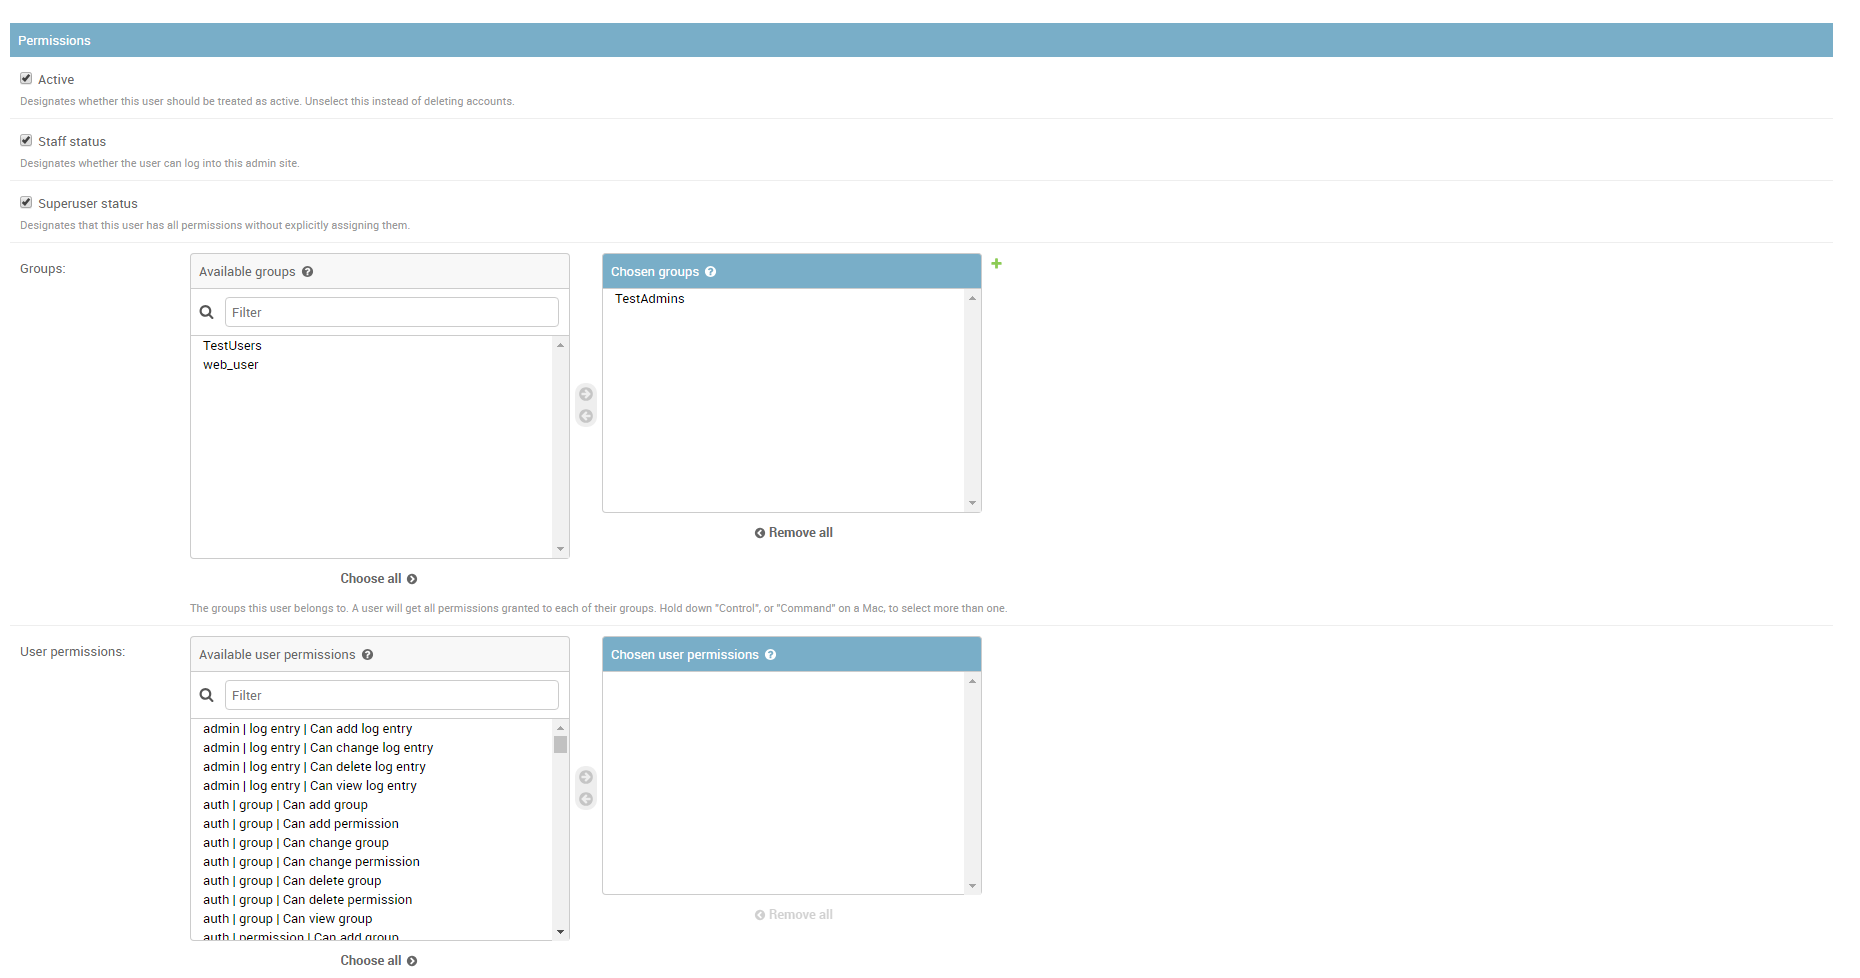 Permissions
Active
Designates whether this user should be treated as active. Unselect this instead of deleting accounts.
Staff status
Designates whether the user can log into this admin site.
Superuser status
Designates that this user has all permissions without explicitly assigning them.
Groups:
Available groups
Filter
TestUsers
web_user
Choose all
Chosen groups
TestAdmins
Remove all
The groups this user belongs to. A user will get all permissions granted to each of their groups. Hold down "Control", or "Command" on a Mac, to select more than one.
User permissions:
Available user permissions
Filter
admin | log entry | Can add log entry
admin | log entry | Can change log entry
admin | log entry | Can delete log entry
admin | log entry | Can view log entry
auth | group | Can add group
auth | group | Can add permission
auth | group | Can change group
auth | group | Can change permission
auth | group | Can delete group
auth | group | Can delete permission
auth | group | Can view group
auth | permission | Can add group
Choose all
Chosen user permissions
Remove all